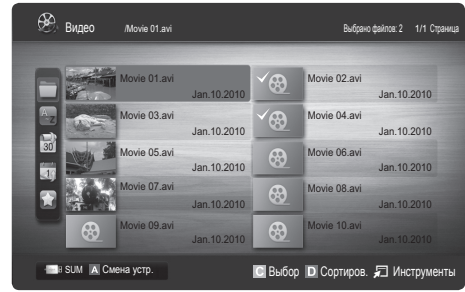 Видео /Movie 01.avi Выбрано файлов: 2 1/1 Страница
Movie 01.avi Movie 02.avi
Jan.10.2010 Jan.10.2010
Movie 03.avi Movie 04.avi
Jan.10.2010 Jan.10.2010
Movie 05.avi Movie 06.avi
Jan.10.2010 Jan.10.2010
Movie 07.avi Movie 08.avi
Jan.10.2010 Jan.10.2010
Movie 09.avi Movie 10.avi
Jan.10.2010 Jan.10.2010
SUM A Смена устр. C Выбор D Сортиров. Инструменты